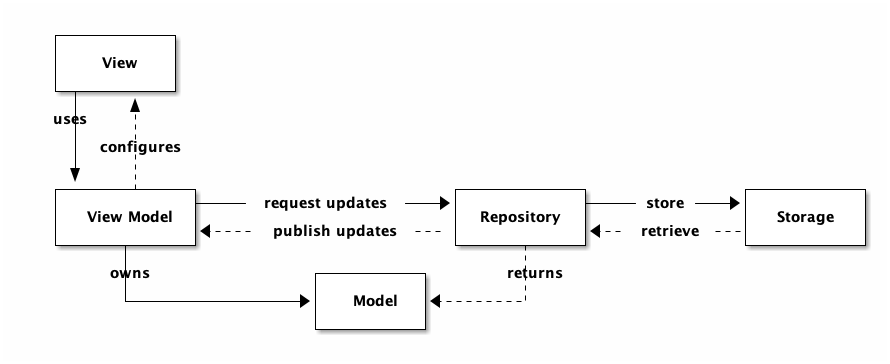 View
uses
configures
View Model
request updates
Repository
store
Storage
publish updates
retrieve
owns
returns
Model